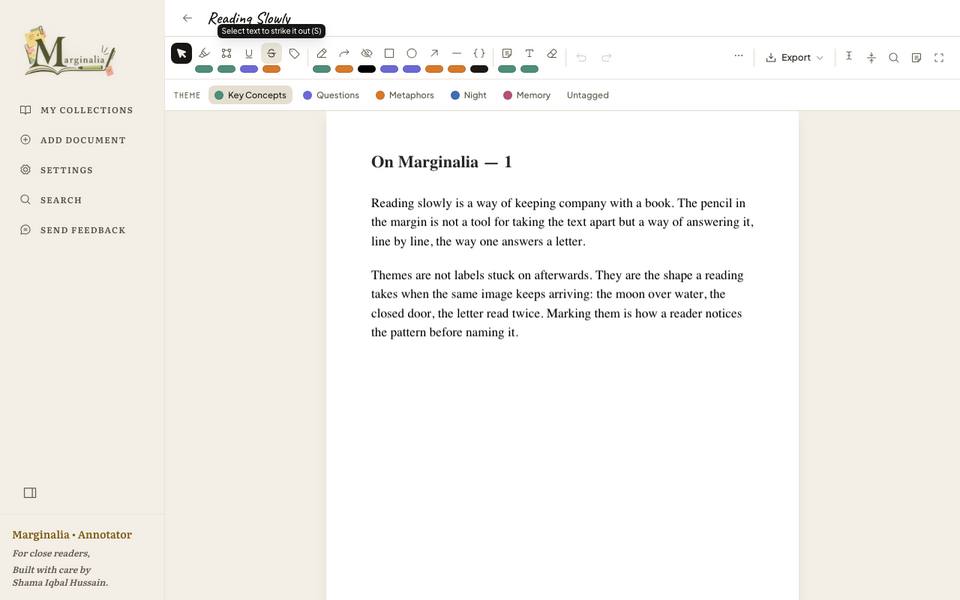 Marginalia
MY COLLECTIONS
ADD DOCUMENT
SETTINGS
SEARCH
SEND FEEDBACK
Marginalia • Annotator
For close readers,
Built with care by
Shama Iqbal Hussain.
Reading Slowly
Select text to strike it out (S)
Export
THEME
Key Concepts
Questions
Metaphors
Night
Memory
Untagged
On Marginalia — 1
Reading slowly is a way of keeping company with a book. The pencil in
the margin is not a tool for taking the text apart but a way of answering it,
line by line, the way one answers a letter.
Themes are not labels stuck on afterwards. They are the shape a reading
takes when the same image keeps arriving: the moon over water, the
closed door, the letter read twice. Marking them is how a reader notices
the pattern before naming it.